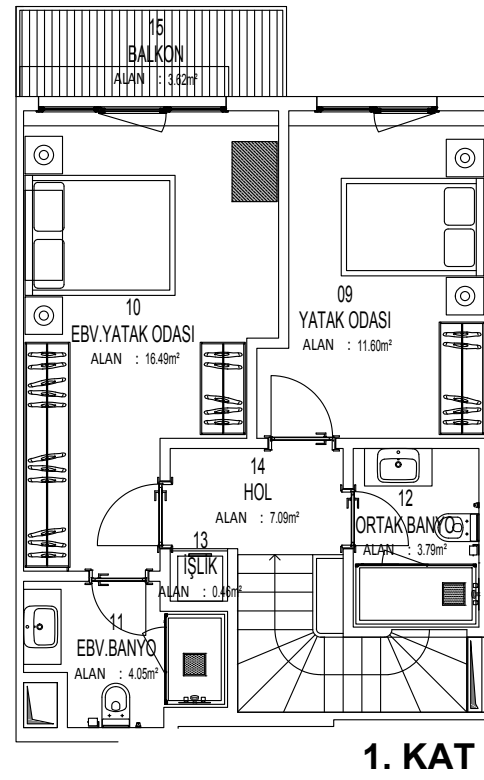 15
BALKON
ALAN : 3.62m²
10
EBV.YATAK ODASI
ALAN : 16.49m²
09
YATAK ODASI
ALAN : 11.60m²
14
HOL
ALAN : 7.09m²
12
ORTAK BANYO
ALAN : 3.79m²
13
IŞLIK
ALAN : 0.46m²
11
EBV.BANYO
ALAN : 4.05m²
1. KAT